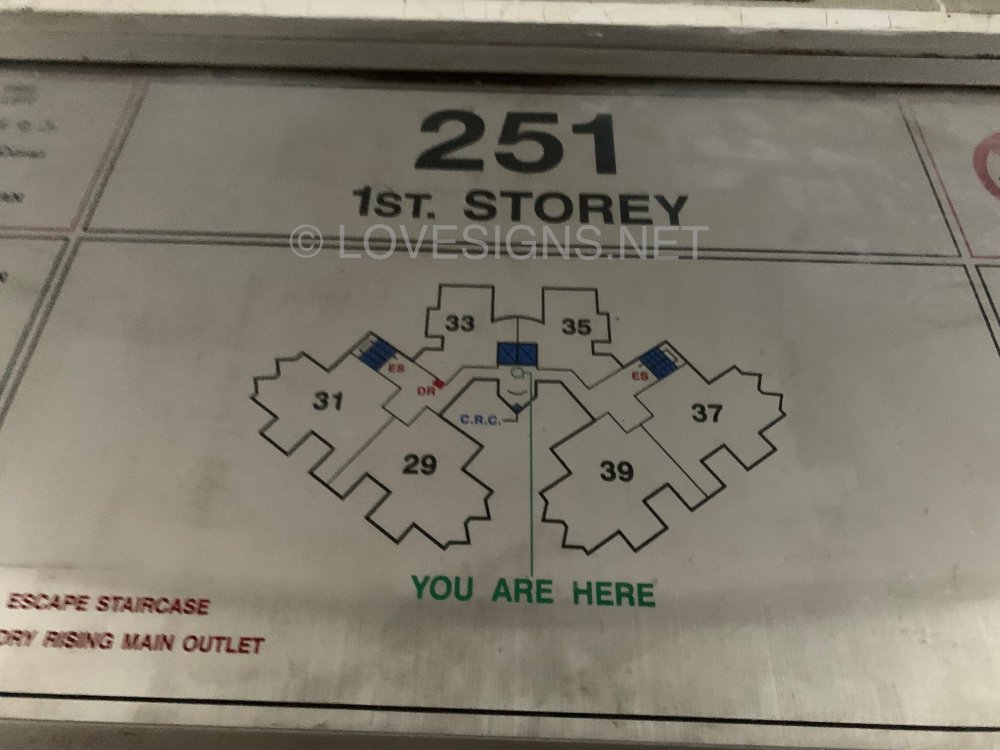 251
1ST. STOREY
© LOVESIGNS.NET
33
35
ES
ES
DR
31
37
C.R.C.
29
39
YOU ARE HERE
ESCAPE STAIRCASE
DRY RISING MAIN OUTLET